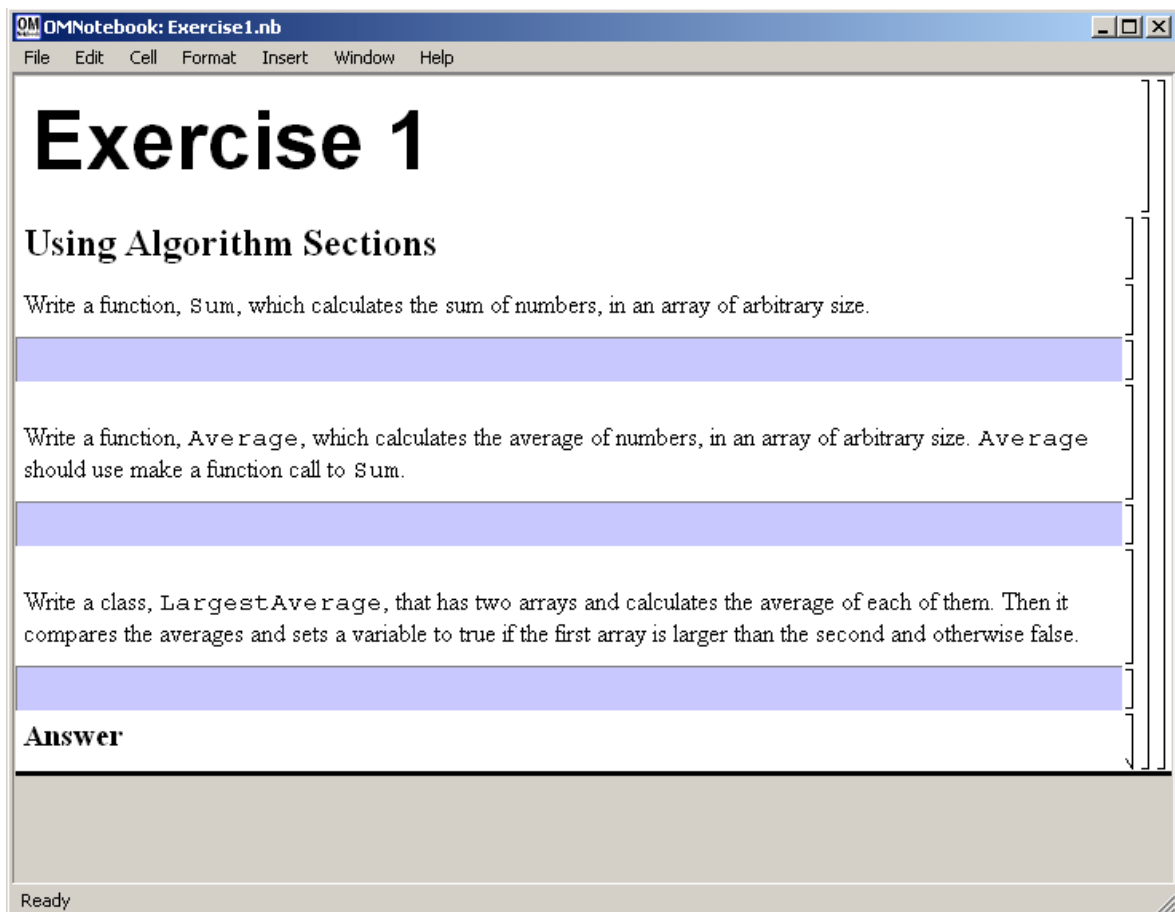 OMNotebook: Exercise1.nb
File Edit Cell Format Insert Window Help
Exercise 1
Using Algorithm Sections
Write a function, Sum, which calculates the sum of numbers, in an array of arbitrary size.
Write a function, Average, which calculates the average of numbers, in an array of arbitrary size. Average
should use make a function call to Sum.
Write a class, LargestAverage, that has two arrays and calculates the average of each of them. Then it
compares the averages and sets a variable to true if the first array is larger than the second and otherwise false.
Answer
Ready